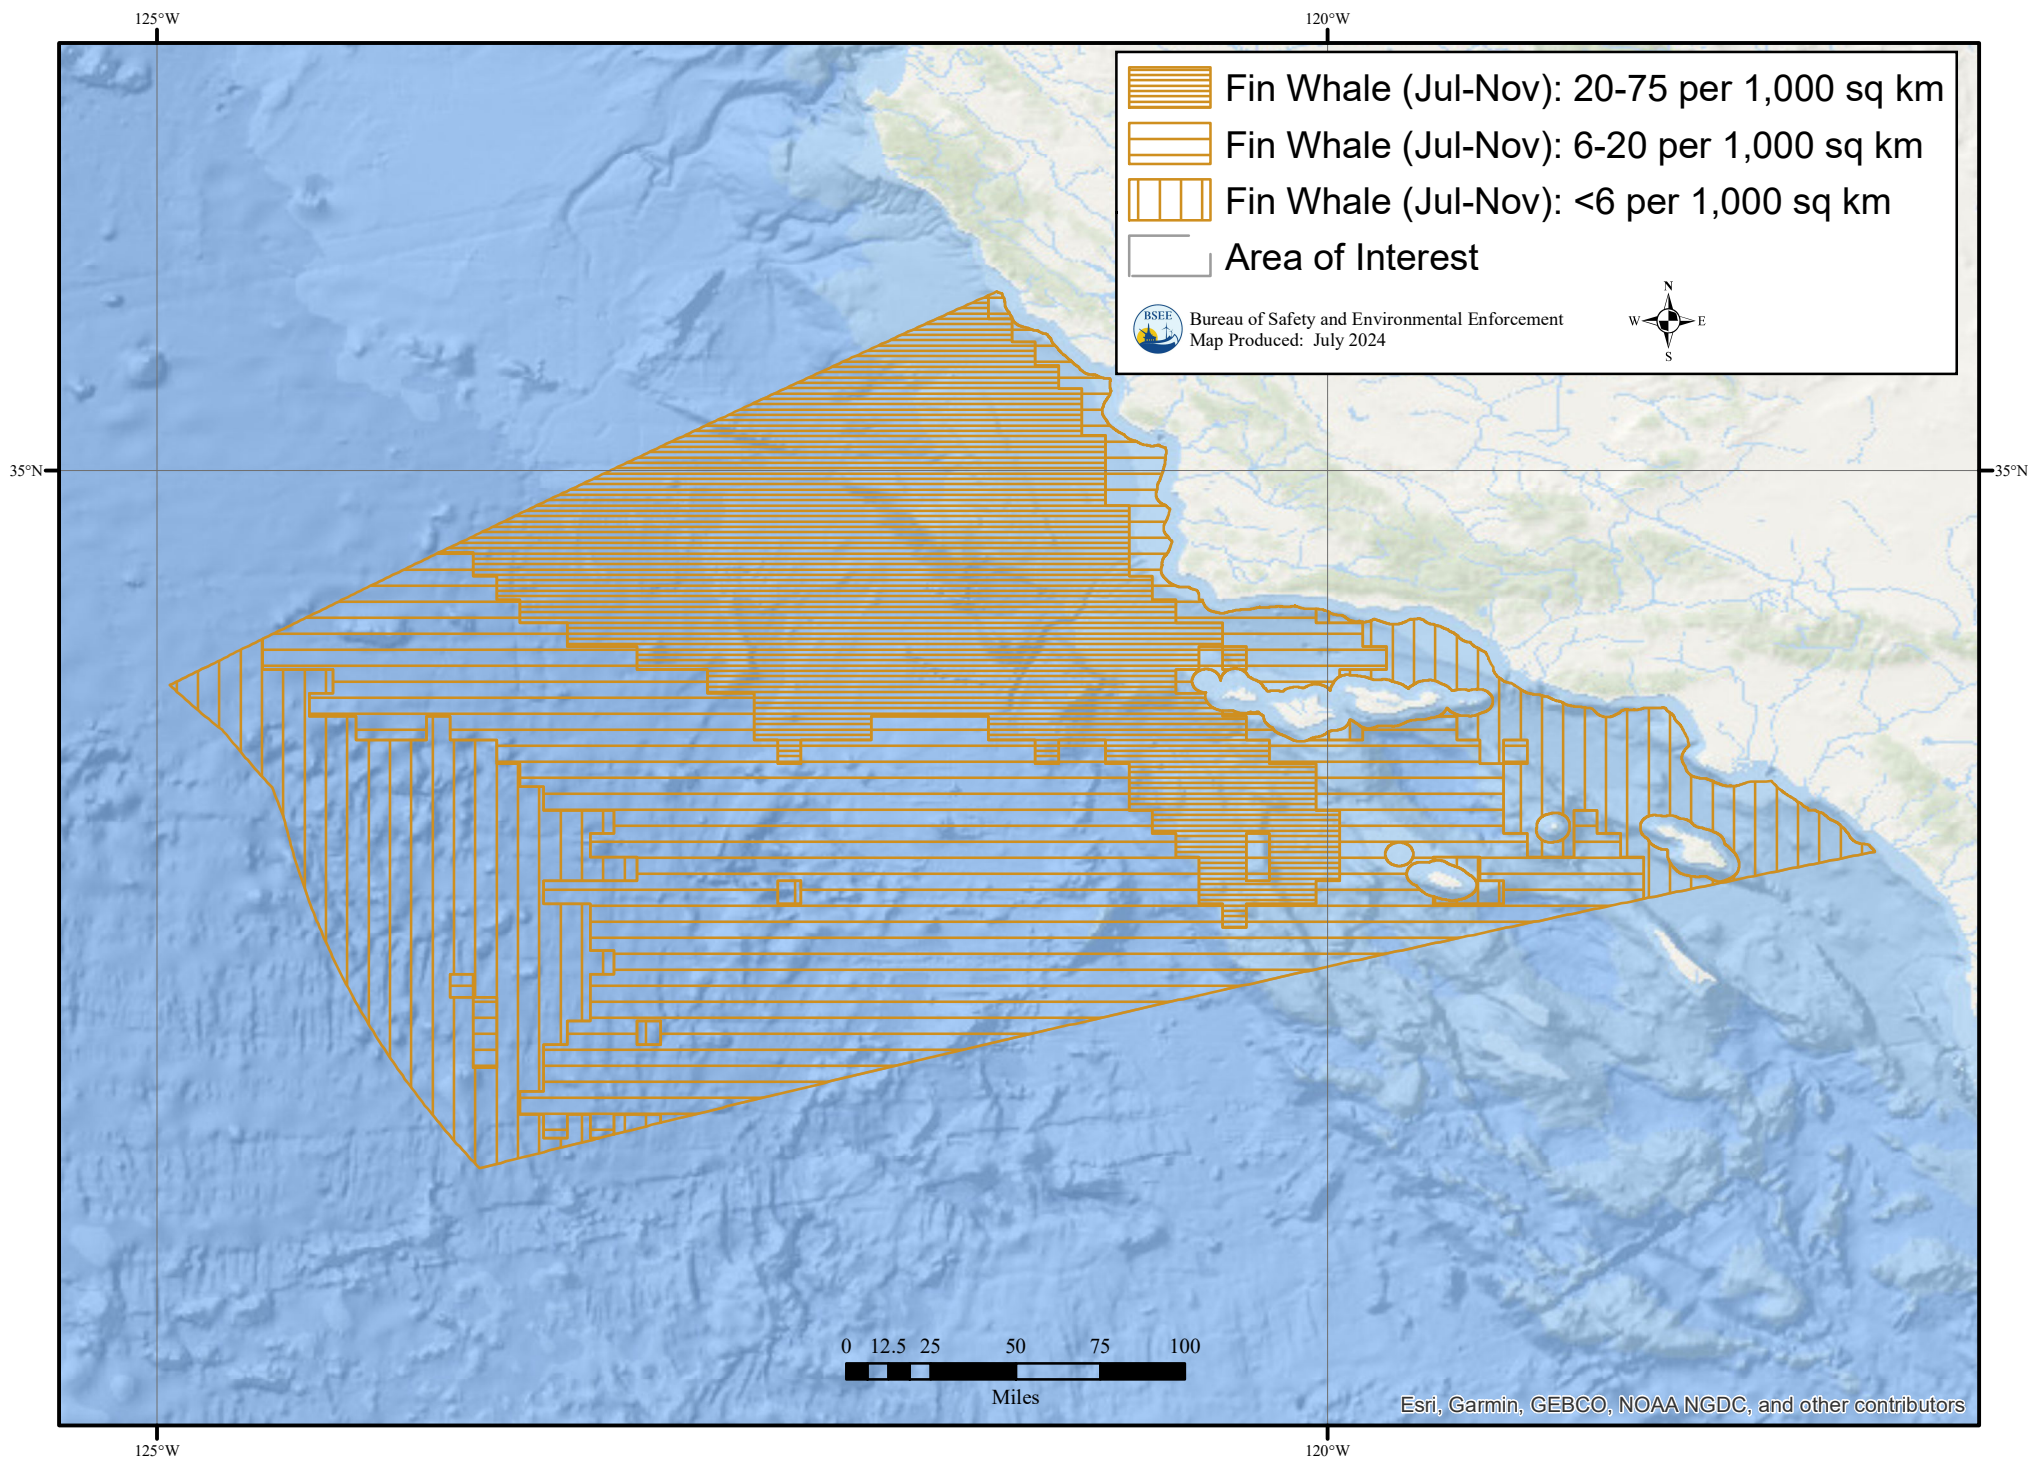 125°W 120°W
Fin Whale (Jul-Nov): 20-75 per 1,000 sq km
Fin Whale (Jul-Nov): 6-20 per 1,000 sq km
Fin Whale (Jul-Nov): <6 per 1,000 sq km
Area of Interest
BSEE
Bureau of Safety and Environmental Enforcement
Map Produced: July 2024
N
W E
S
35°N 35°N
0 12.5 25 50 75 100
Miles
Esri, Garmin, GEBCO, NOAA NGDC, and other contributors
125°W 120°W